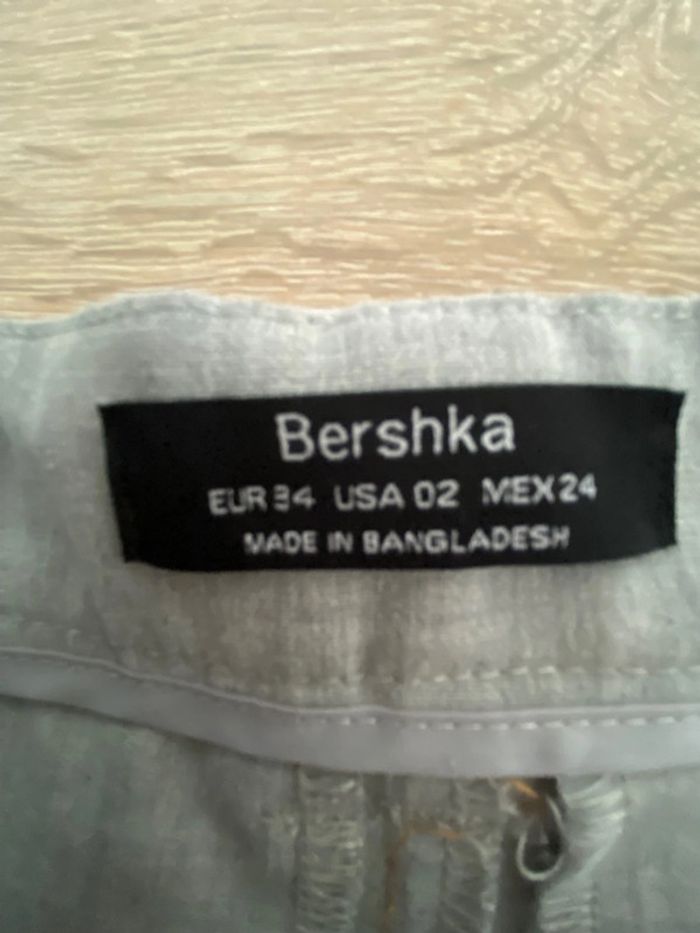 Bershka
EUR 34 USA 02 MEX 24
MADE IN BANGLADESH